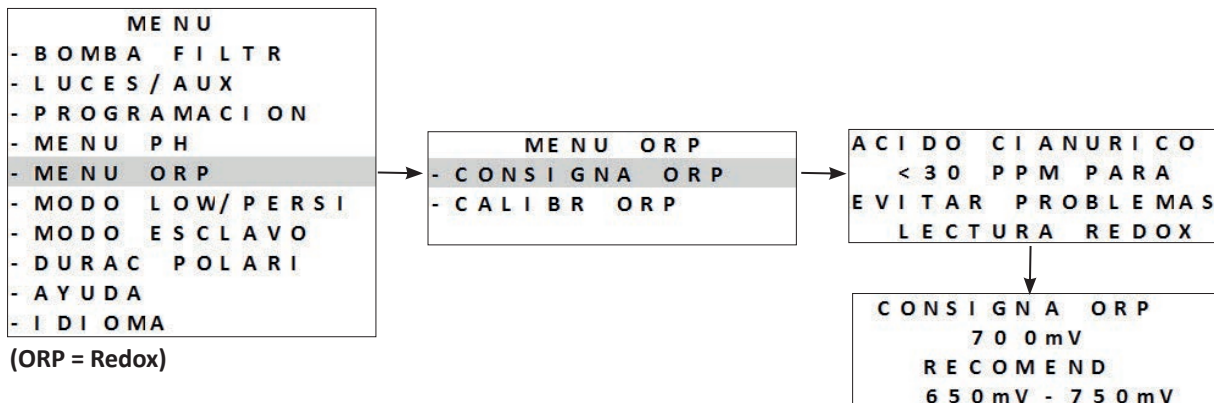 MENU
- BOMBA FILTR
- LUCES/AUX
- PROGRAMACION
- MENU PH
- MENU ORP
- MODO LOW/PERSI
- MODO ESCLAVO
- DURAC POLARI
- AYUDA
- IDIOMA
(ORP = Redox)
MENU ORP
- CONSIGNA ORP
- CALIBR ORP
ACIDO CIANURICO
<30 PPM PARA
EVITAR PROBLEMAS
LECTURA REDOX
CONSIGNA ORP
700mV
RECOMEND
650mV - 750mV